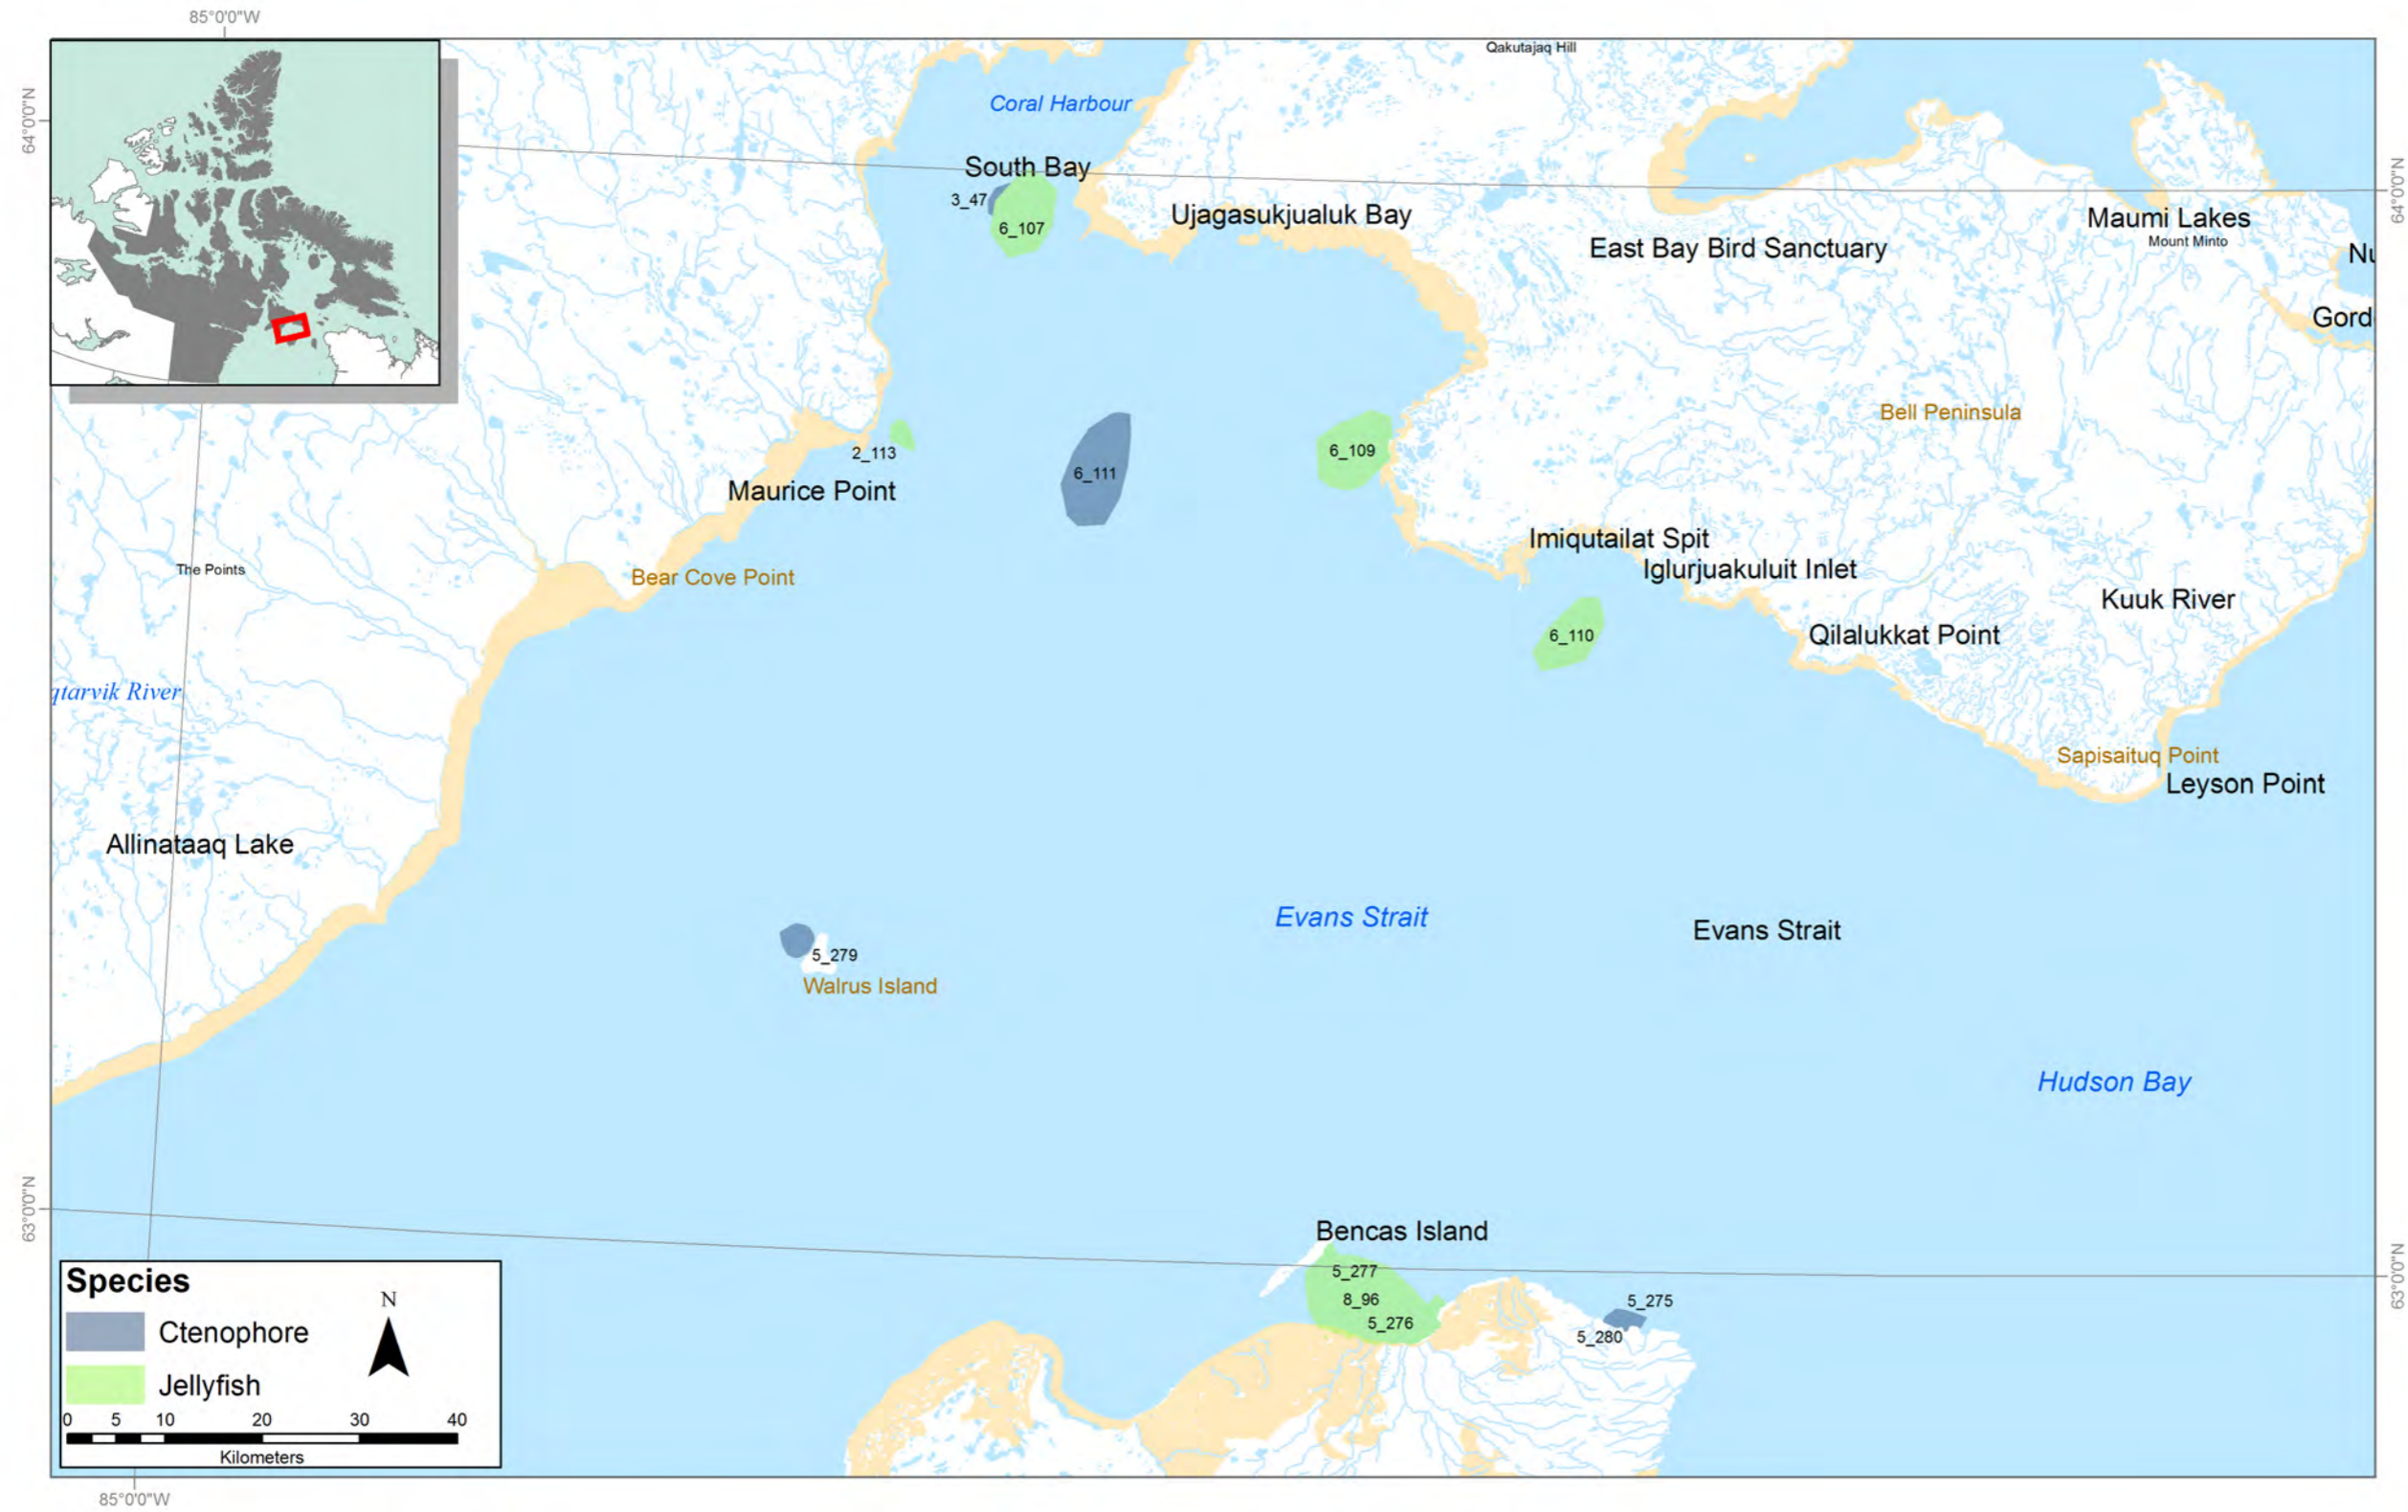 85°0'0"W
Qakutajaq Hill
64°0'0"N
Coral Harbour
South Bay
64°0'0"N
3_47
Ujagasukjualuk Bay
Maumi Lakes
6_107
Mount Minto
East Bay Bird Sanctuary
Nu
Gord
Bell Peninsula
2_113
6_109
6_111
Maurice Point
Imiqutailat Spit
The Points
Iglurjuakuluit Inlet
Bear Cove Point
Kuuk River
6_110
Qilalukkat Point
qtarvik River
Sapisaituq Point
Leyson Point
Allinataaq Lake
Evans Strait
Evans Strait
5_279
Walrus Island
Hudson Bay
63°0'0"N
Bencas Island
5_277
63°0'0"N
8_96
5_275
5_276
5_280
Species
N
Ctenophore
Jellyfish
0 5 10 20 30 40
Kilometers
85°0'0"W